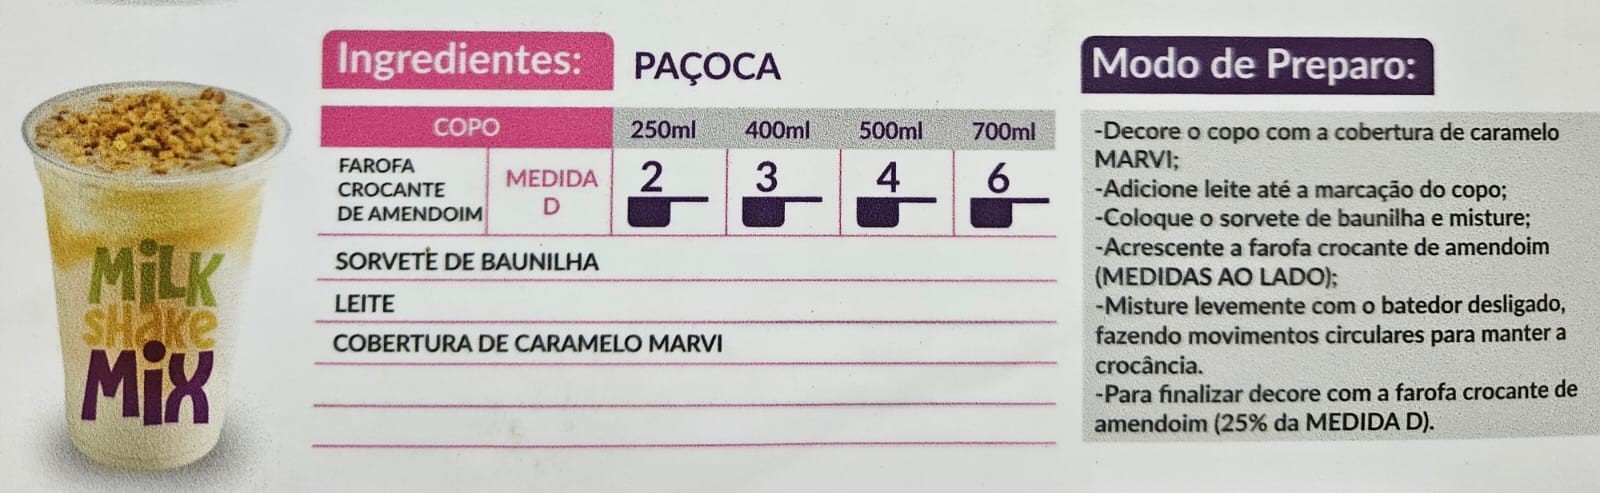 MiLK
SHaKe
MiX
Ingredientes:
PAÇOCA
COPO
250ml
400ml
500ml
700ml
FAROFA
CROCANTE
DE AMENDOIM
MEDIDA
D
2
3
4
6
SORVETE DE BAUNILHA
LEITE
COBERTURA DE CARAMELO MARVI
Modo de Preparo:
-Decore o copo com a cobertura de caramelo
MARVI;
-Adicione leite até a marcação do copo;
-Coloque o sorvete de baunilha e misture;
-Acrescente a farofa crocante de amendoim
(MEDIDAS AO LADO);
-Misture levemente com o batedor desligado,
fazendo movimentos circulares para manter a
crocância.
-Para finalizar decore com a farofa crocante de
amendoim (25% da MEDIDA D).